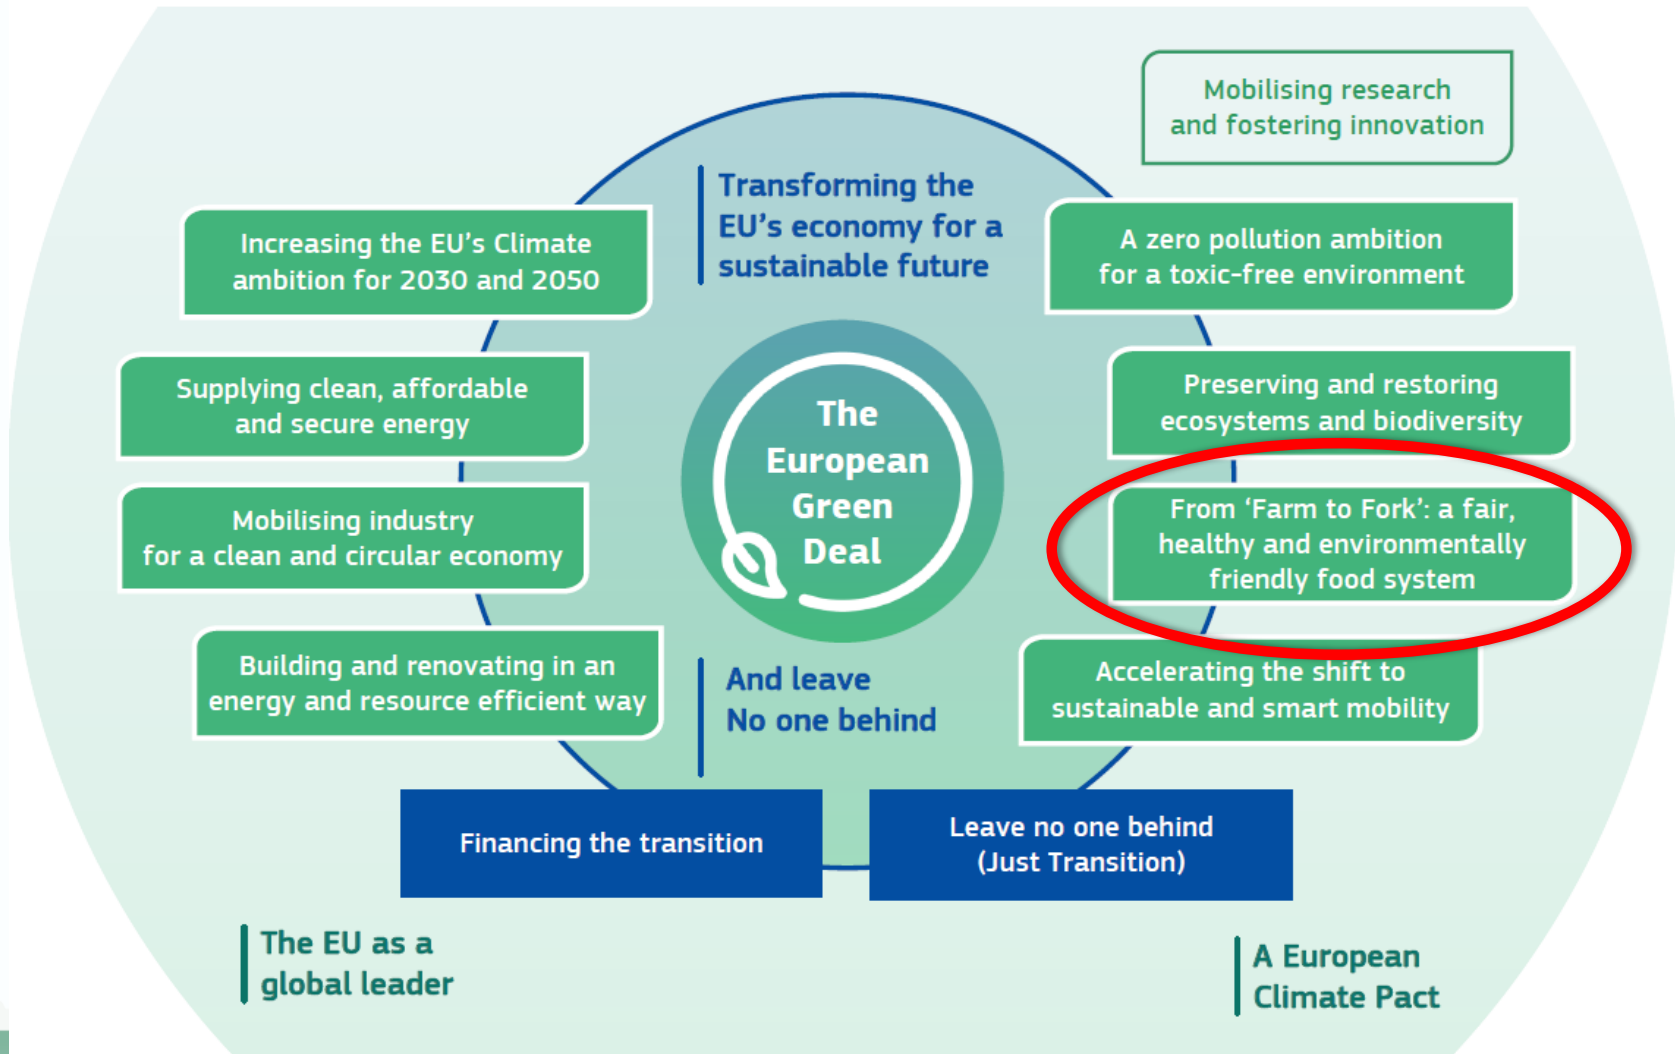 Mobilising research
and fostering innovation
Transforming the
EU's economy for a
sustainable future
Increasing the EU's Climate
ambition for 2030 and 2050
Supplying clean, affordable
and secure energy
Mobilising industry
for a clean and circular economy
Building and renovating in an
energy and resource efficient way
The
European
Green
Deal
A zero pollution ambition
for a toxic-free environment
Preserving and restoring
ecosystems and biodiversity
From ‘Farm to Fork’: a fair,
healthy and environmentally
friendly food system
Accelerating the shift to
sustainable and smart mobility
And leave
No one behind
Financing the transition
Leave no one behind
(Just Transition)
The EU as a
global leader
A European
Climate Pact